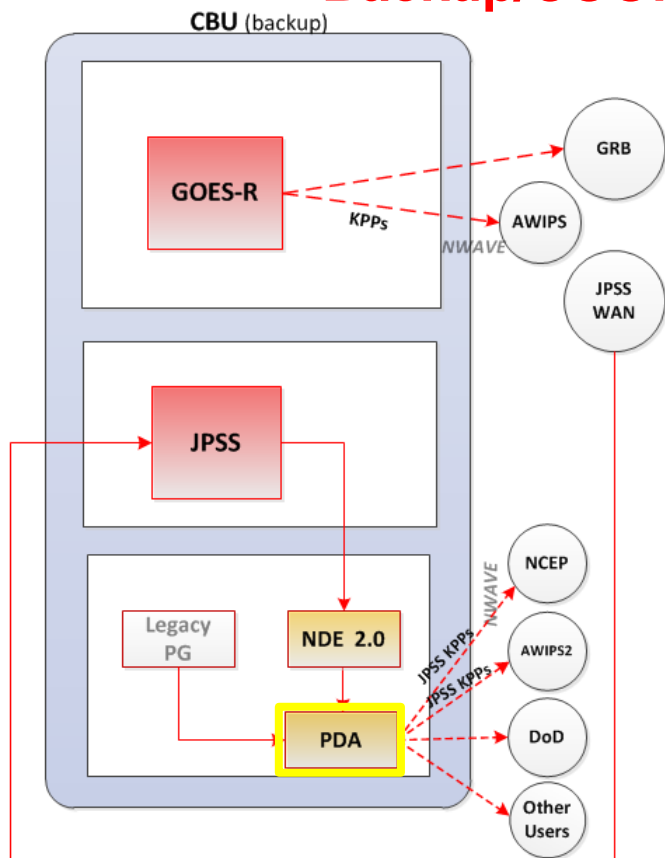 CBU (backup)
GOES-R
GRB
KPPs
AWIPS
NWAVE
JPSS
WAN
JPSS
NCEP
NWAVE
Legacy
PG
NDE 2.0
JPSS KPPs
AWIPS2
JPSS KPPs
PDA
DoD
Other
Users